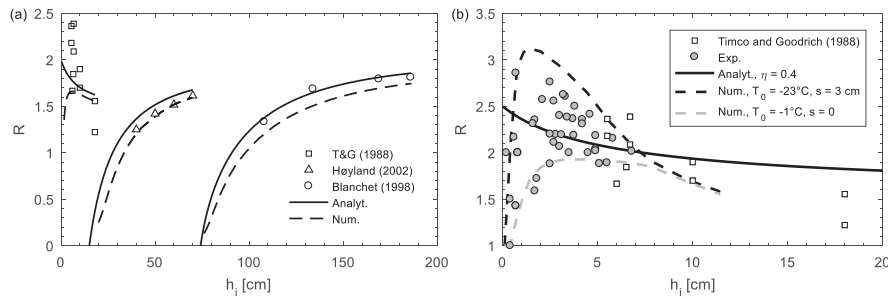 (a)
2.5
2
1.5
1
0.5
0
R
0
50
100
150
200
h_i [cm]
T&G (1988)
Høyland (2002)
Blanchet (1998)
Analyt.
Num.
(b)
3.5
3
2.5
2
1.5
1
R
0
5
10
15
20
h_i [cm]
Timco and Goodrich (1988)
Exp.
Analyt., η = 0.4
Num., T_0 = -23°C, s = 3 cm
Num., T_0 = -1°C, s = 0